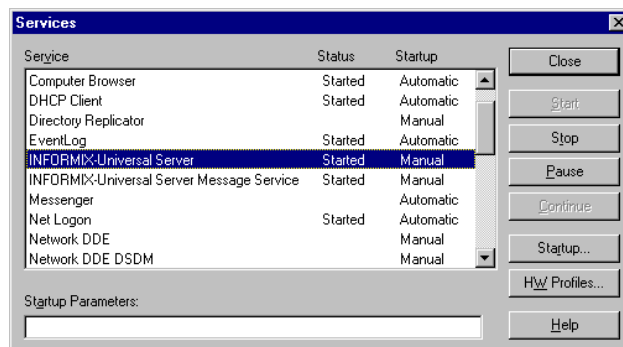 Services
Service Status Startup
Computer Browser Started Automatic
DHCP Client Started Automatic
Directory Replicator Manual
EventLog Started Automatic
INFORMIX-Universal Server Started Manual
INFORMIX-Universal Server Message Service Started Manual
Messenger Automatic
Net Logon Started Automatic
Network DDE Manual
Network DDE DSDM Manual
Startup Parameters:
Close
Start
Stop
Pause
Continue
Startup...
HW Profiles...
Help